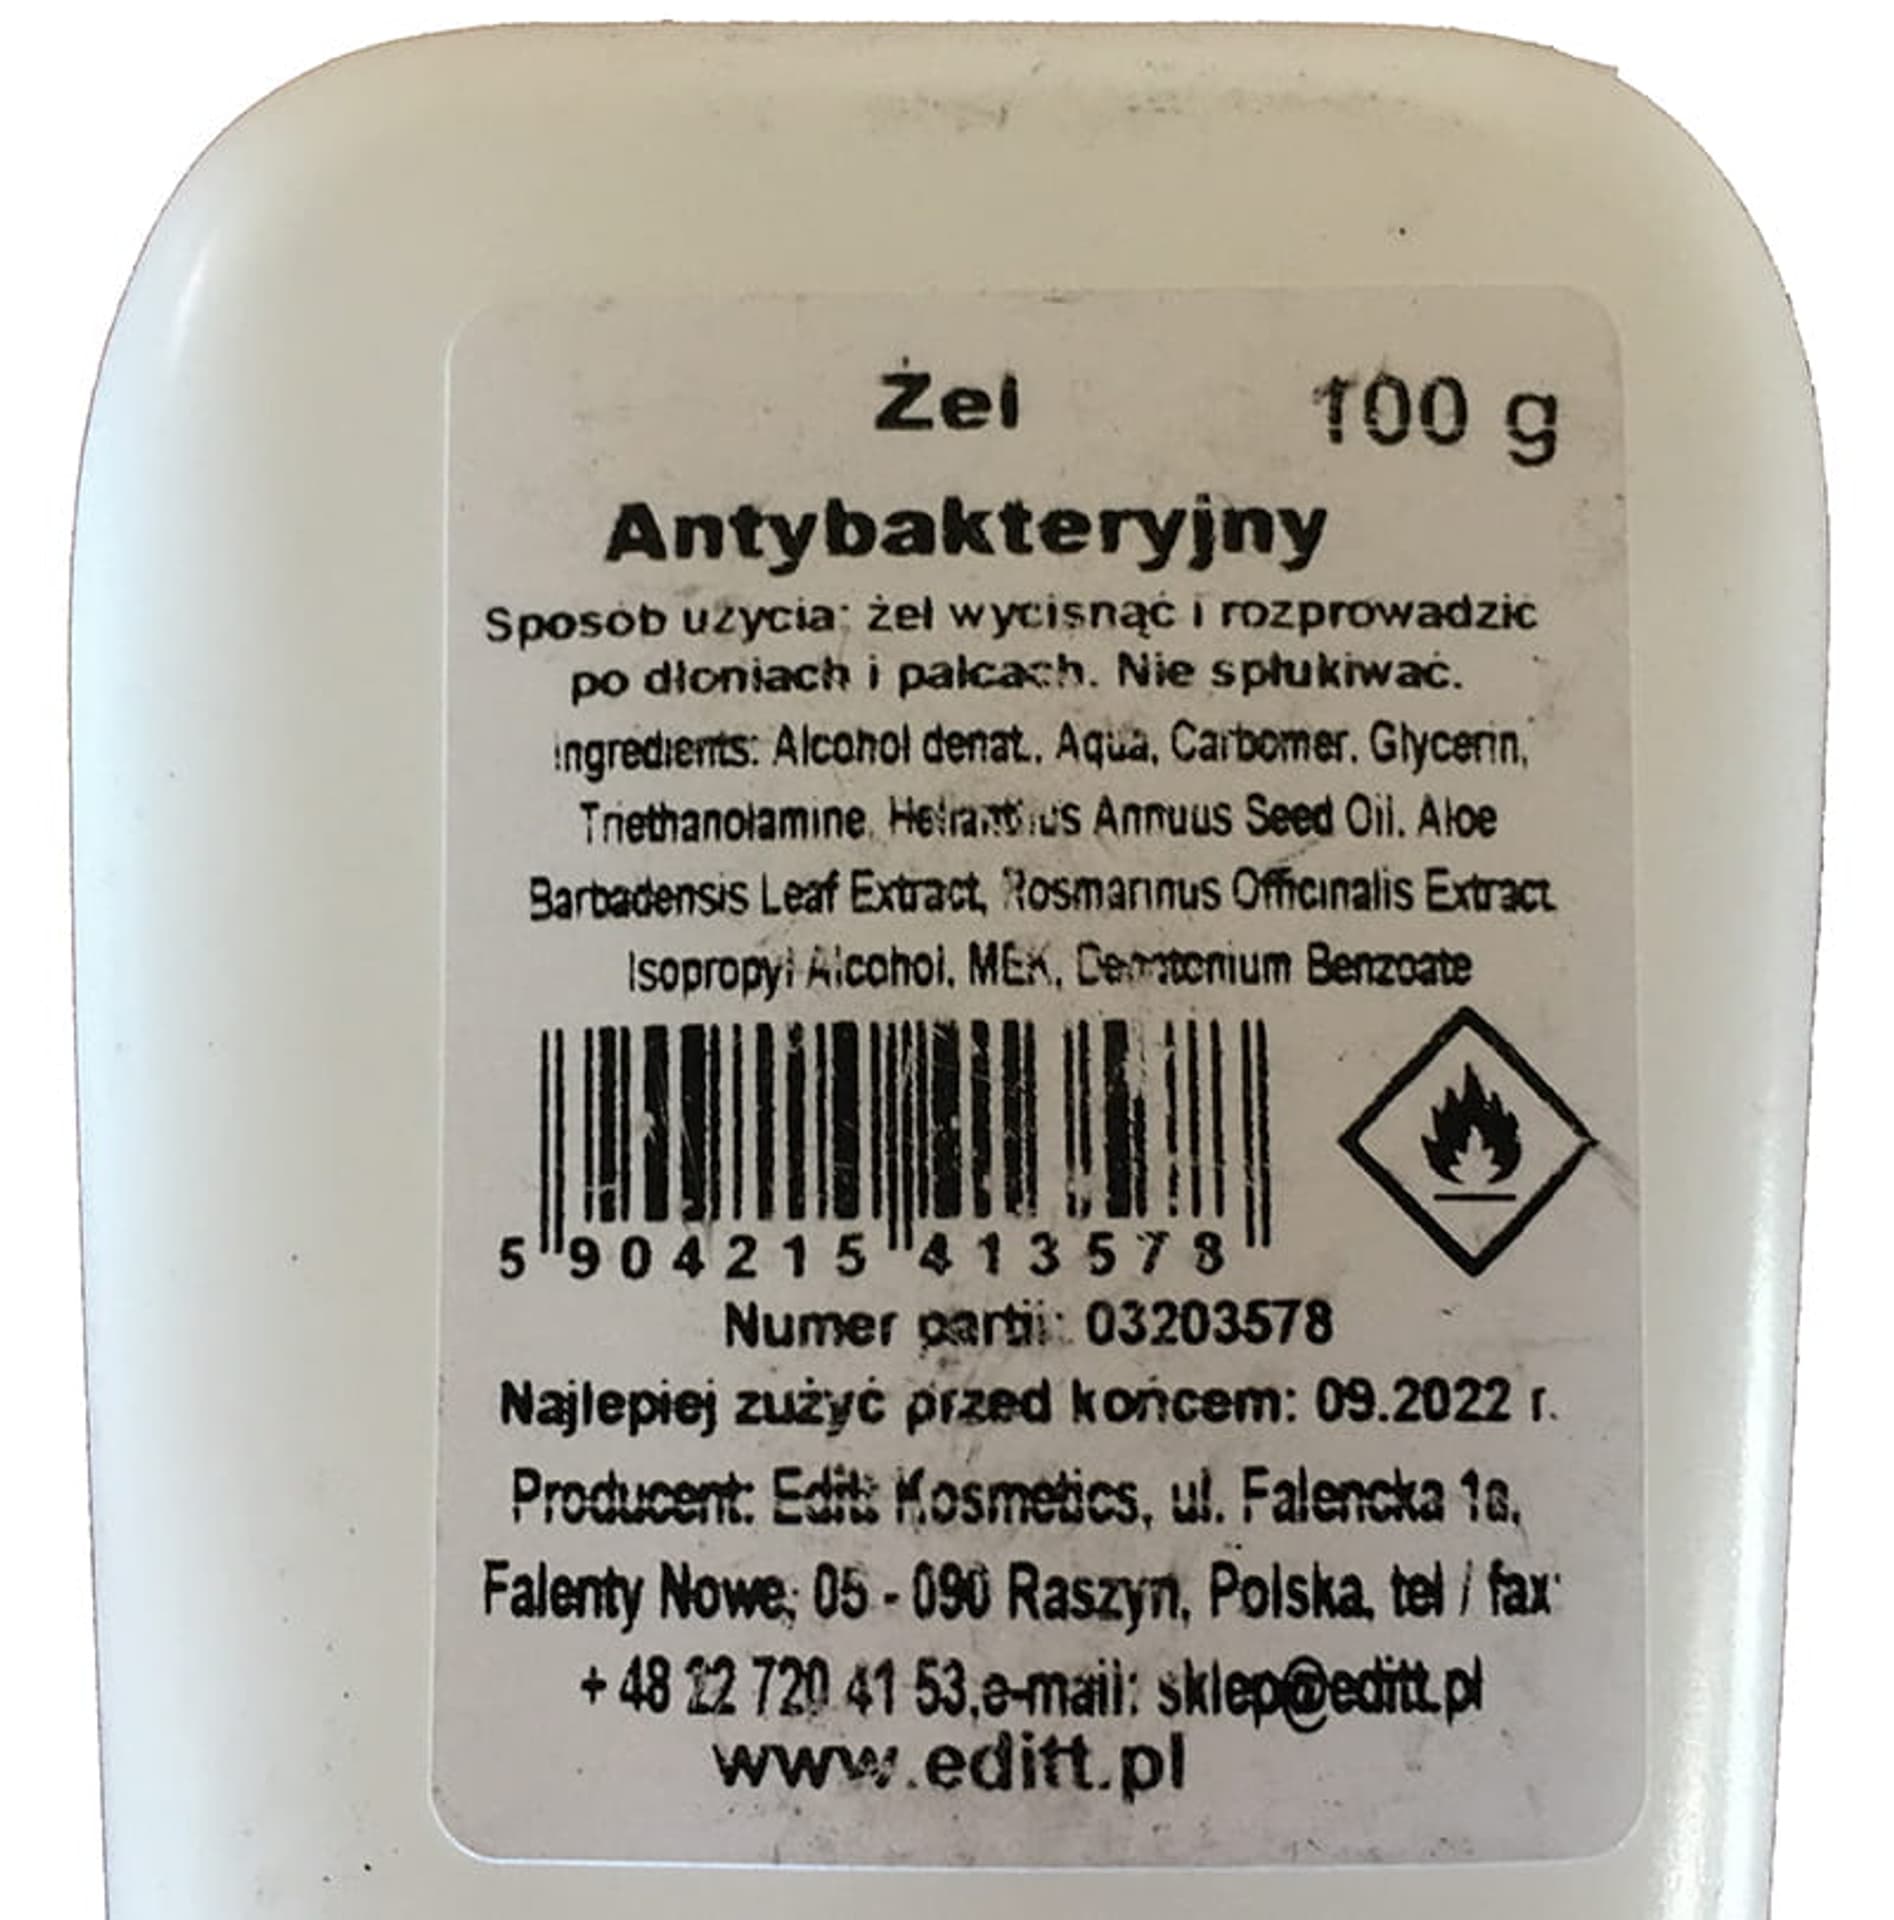 Żel 100 g
Antybakteryjny
Sposób użycia: żel wycisnąć i rozprowadzić
po dłoniach i palcach. Nie spłukiwać.
Ingredients: Alcohol denat., Aqua, Carbomer, Glycerin,
Triethanolamine, Helianthus Annuus Seed Oil, Aloe
Barbadensis Leaf Extract, Rosmarinus Officinalis Extract
Isopropyl Alcohol, MEK, Denatonium Benzoate
5 904215 413578
Numer partii: 03203578
Najlepiej zużyć przed końcem: 09.2022 r.
Producent: Editt Kosmetics, ul. Falencka 1a,
Falenty Nowe; 05 - 090 Raszyn, Polska, tel / fax:
+ 48 22 720 41 53, e-mail: sklep@editt.pl
www.editt.pl